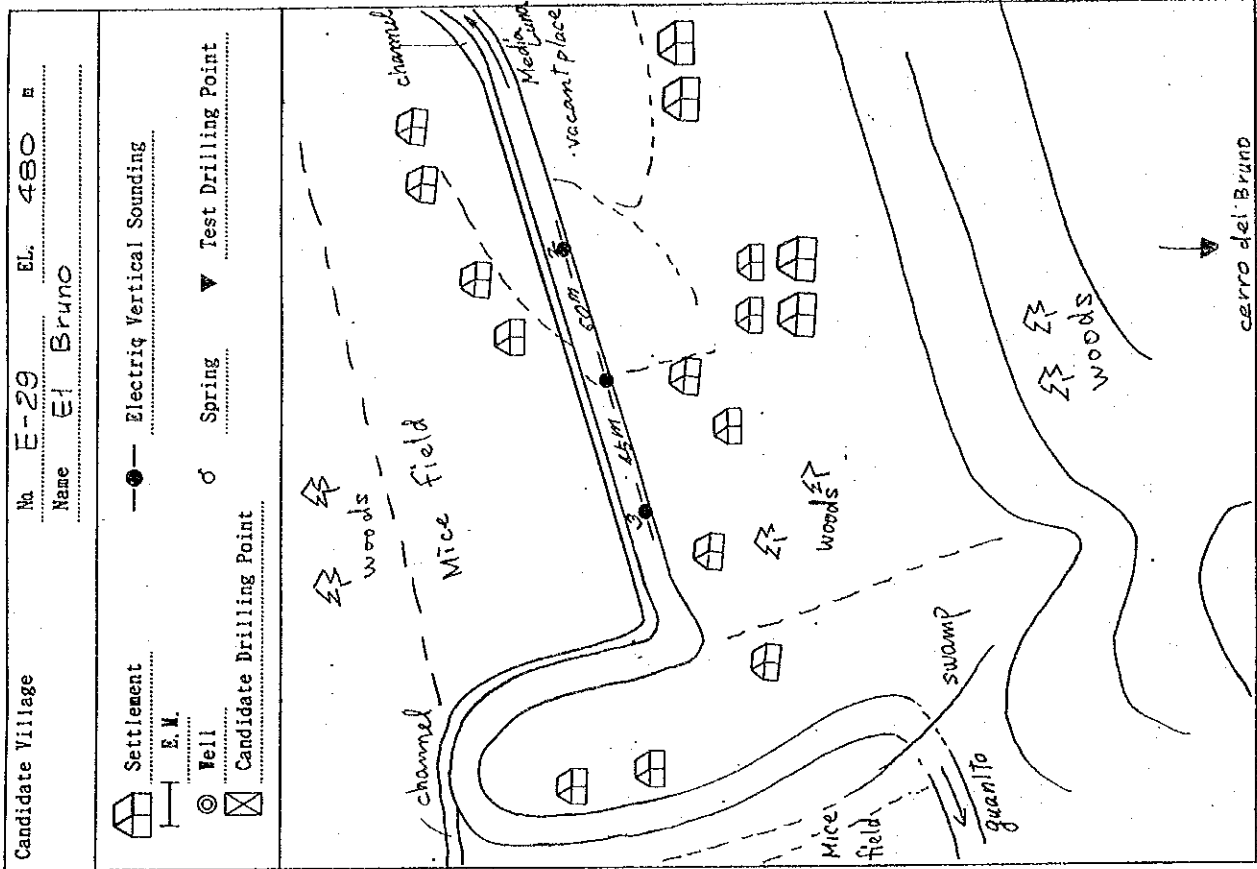 Candidate Village
No E-29 EL. 480 m
Name El Bruno
Settlement
Electriq Vertical Sounding
E.M.
Well
Spring
Test Drilling Point
Candidate Drilling Point
channel
Media Luna
vacant place
woods
Mice field
60m
45m
3
channel
woods
swamp
Mice field
guanito
woods
cerro del Bruno